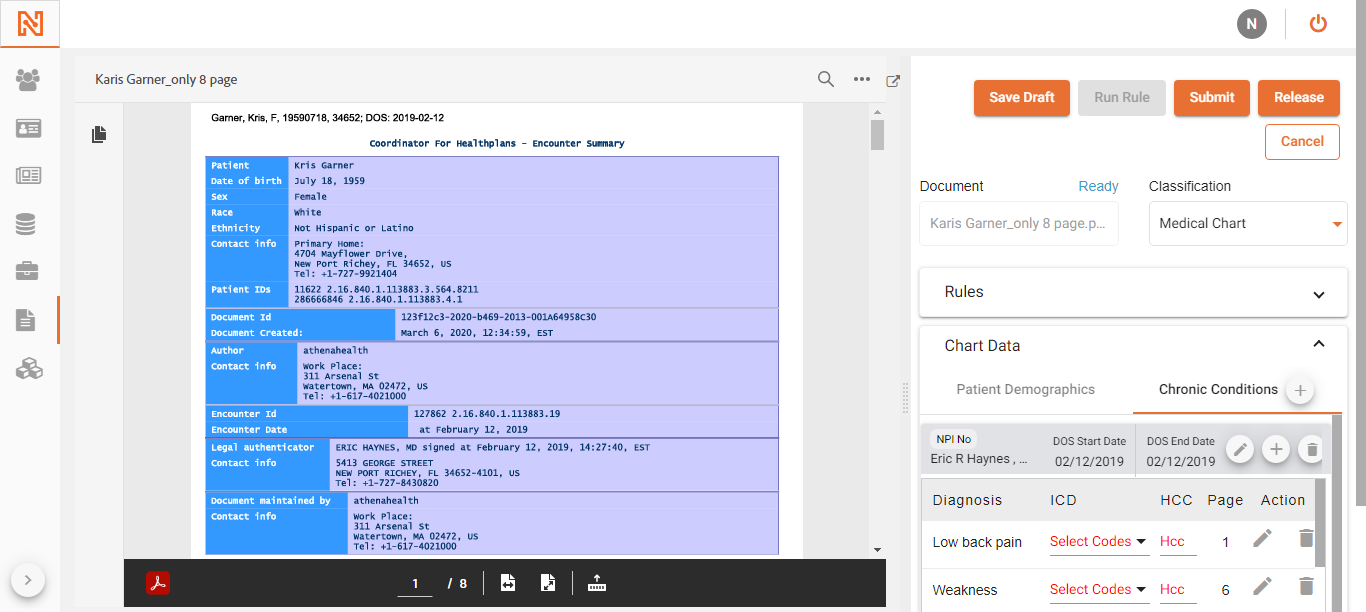 N
Karis Garner_only 8 page
Garner, Kris, F, 19590718, 34652; DOS: 2019-02-12
Coordinator For Healthplans - Encounter Summary
Patient Kris Garner
Date of birth July 18, 1959
Sex Female
Race White
Ethnicity Not Hispanic or Latino
Contact info Primary Home:
4704 Mayflower Drive,
New Port Richey, FL 34652, US
Tel: +1-727-9921404
Patient IDs 11622 2.16.840.1.113883.3.564.8211
286666846 2.16.840.1.113883.4.1
Document Id 123f12c3-2020-b469-2013-001A64958C30
Document Created: March 6, 2020, 12:34:59, EST
Author athenahealth
Contact info Work Place:
311 Arsenal St
Watertown, MA 02472, US
Tel: +1-617-4021000
Encounter Id 127862 2.16.840.1.113883.19
Encounter Date at February 12, 2019
Legal authenticator ERIC HAYNES, MD signed at February 12, 2019, 14:27:40, EST
Contact info 5413 GEORGE STREET
NEW PORT RICHEY, FL 34652-4101, US
Tel: +1-727-8430820
Document maintained by athenahealth
Contact info Work Place:
311 Arsenal St
Watertown, MA 02472, US
Tel: +1-617-4021000
1 / 8
Save Draft Run Rule Submit Release
Cancel
Document Ready Classification
Karis Garner_only 8 page.p... Medical Chart
Rules
Chart Data
Patient Demographics Chronic Conditions
NPI No DOS Start Date DOS End Date
Eric R Haynes , ... 02/12/2019 02/12/2019
Diagnosis ICD HCC Page Action
Low back pain Select Codes Hcc 1
Weakness Select Codes Hcc 6